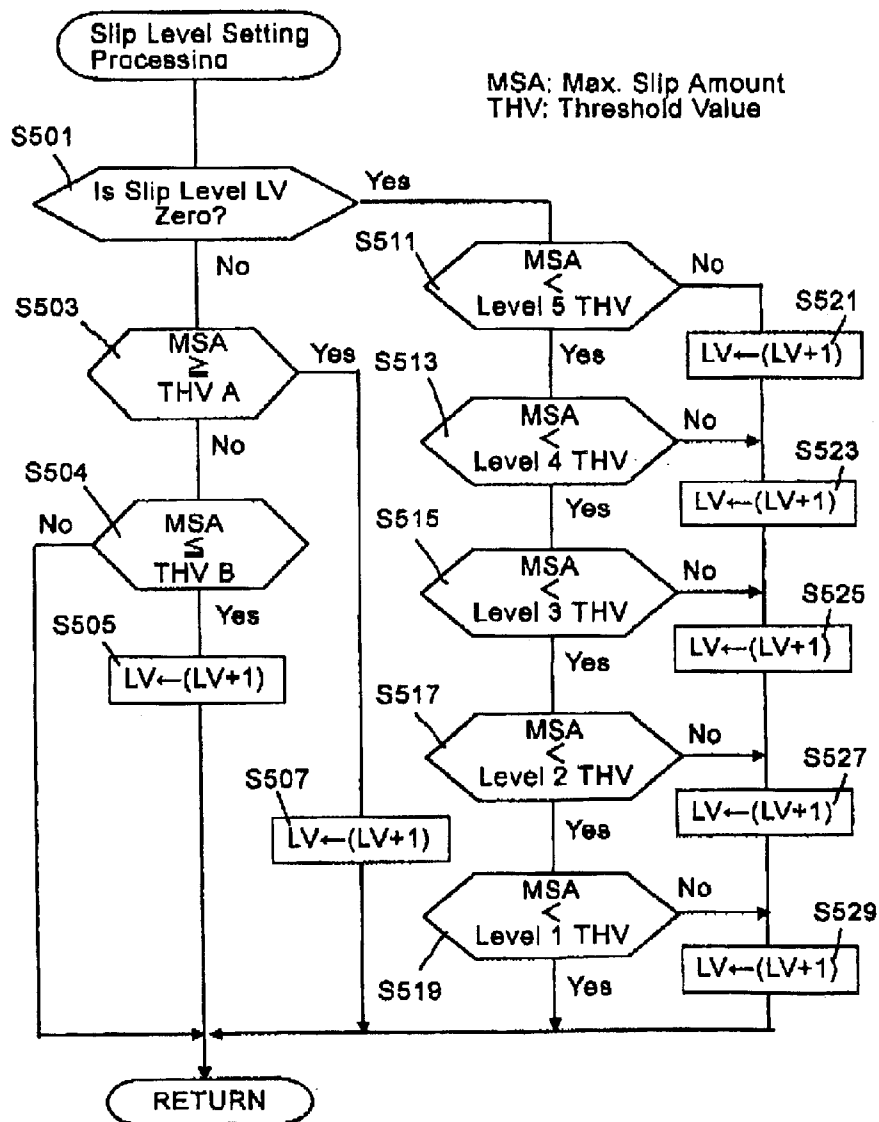 Slip Level Setting
Processing
MSA: Max. Slip Amount
THV: Threshold Value
S501
Is Slip Level LV
Zero?
Yes
No
S511
MSA
<
Level 5 THV
No
Yes
S521
LV←(LV+1)
S503
MSA
≧
THV A
Yes
No
S513
MSA
<
Level 4 THV
No
Yes
S523
LV←(LV+1)
S504
MSA
≦
THV B
No
Yes
S515
MSA
<
Level 3 THV
No
Yes
S525
LV←(LV+1)
S505
LV←(LV+1)
S517
MSA
<
Level 2 THV
No
Yes
S527
LV←(LV+1)
S507
LV←(LV+1)
MSA
<
Level 1 THV
S519
No
Yes
S529
LV←(LV+1)
RETURN